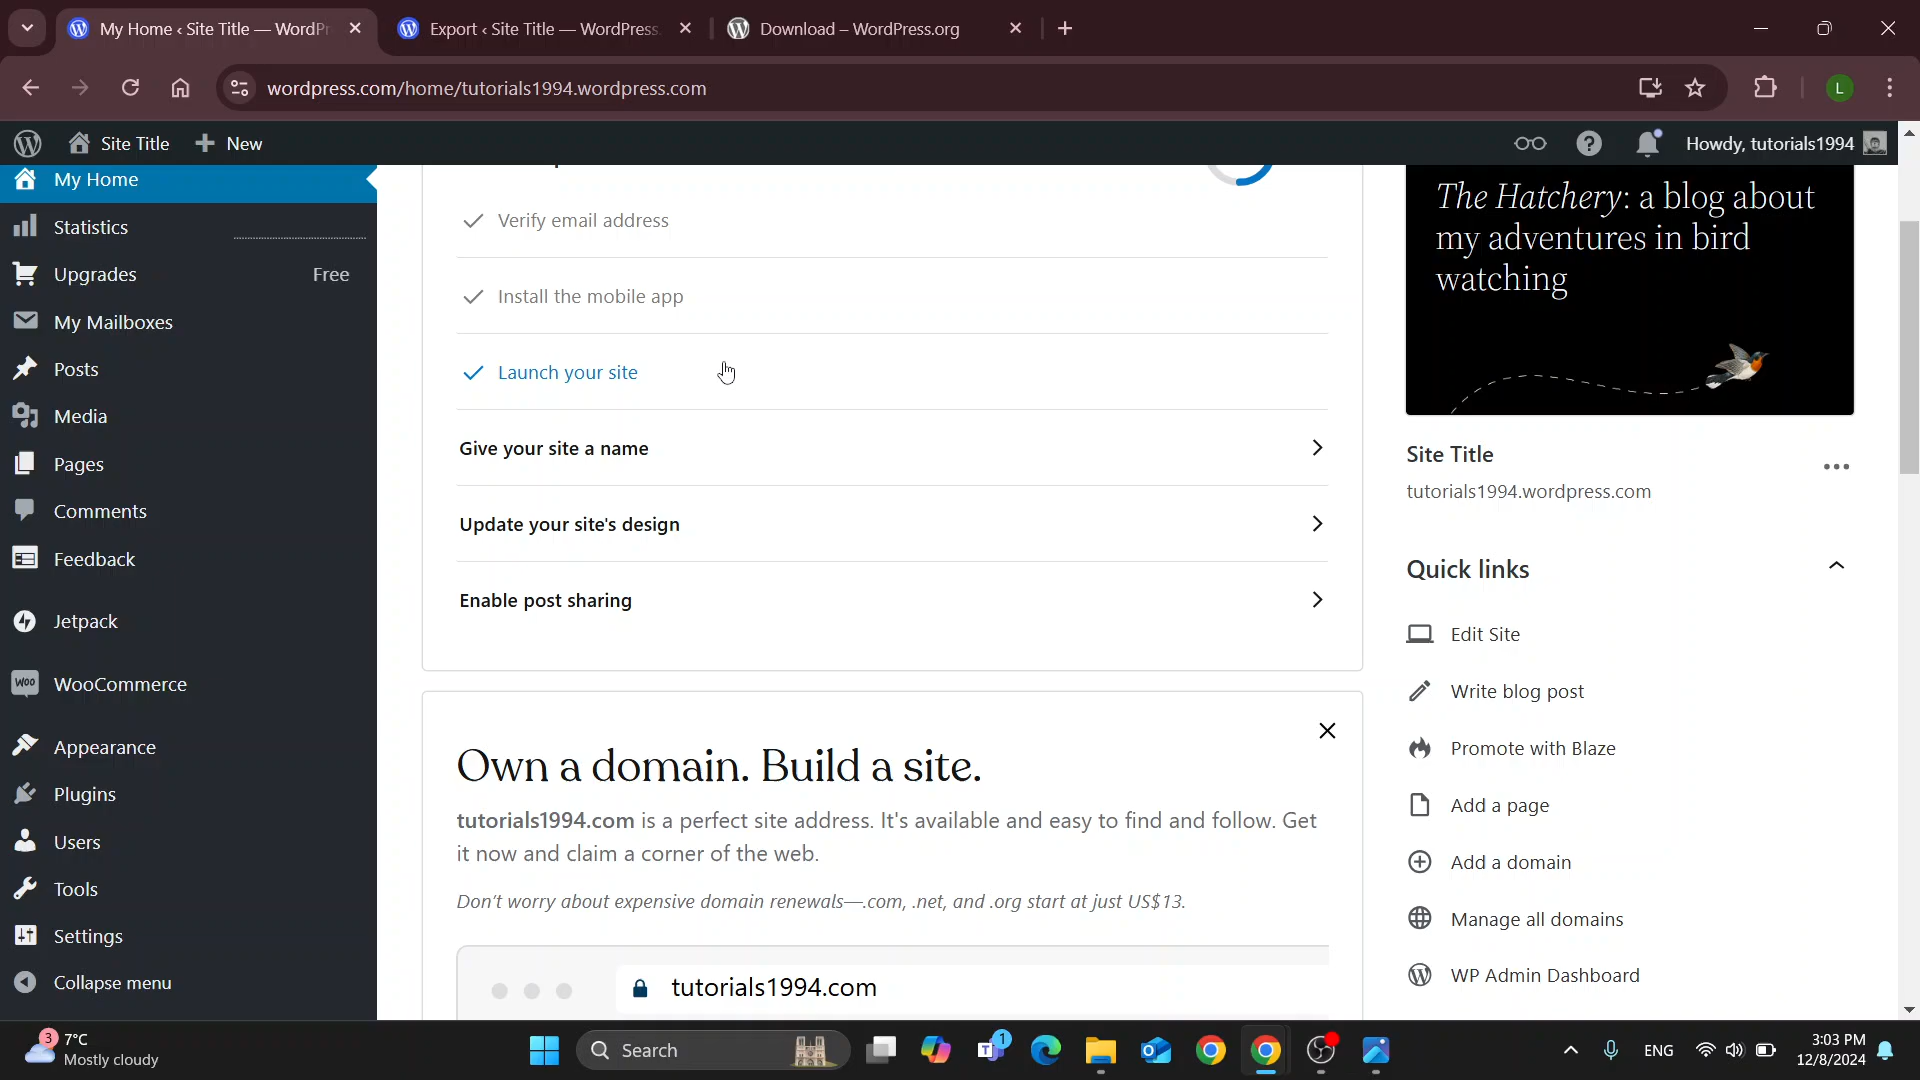 My Home ‹ Site Title — WordPr
Export ‹ Site Title — WordPress.
Download – WordPress.org
wordpress.com/home/tutorials1994.wordpress.com
L
Site Title
New
Howdy, tutorials1994
My Home
Statistics
Upgrades
Free
My Mailboxes
Posts
Media
Pages
Comments
Feedback
Jetpack
WOO
WooCommerce
Appearance
Plugins
Users
Tools
Settings
Collapse menu
Verify email address
Install the mobile app
Launch your site
Give your site a name
Update your site's design
Enable post sharing
Own a domain. Build a site.
tutorials1994.com is a perfect site address. It's available and easy to find and follow. Get
it now and claim a corner of the web.
Don't worry about expensive domain renewals—.com, .net, and .org start at just US$13.
tutorials1994.com
The Hatchery: a blog about
my adventures in bird
watching
Site Title
tutorials1994.wordpress.com
Quick links
Edit Site
Write blog post
Promote with Blaze
Add a page
Add a domain
Manage all domains
WP Admin Dashboard
3
7°C
Mostly cloudy
Search
1
ENG
3:03 PM
12/8/2024